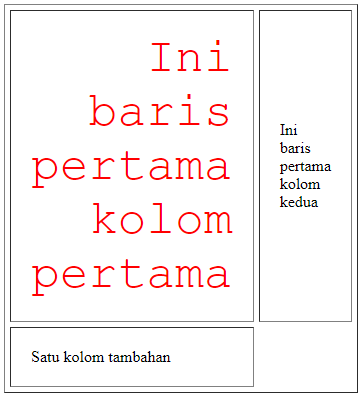 Ini
baris
pertama
kolom
pertama
Ini
baris
pertama
kolom
kedua
Satu kolom tambahan